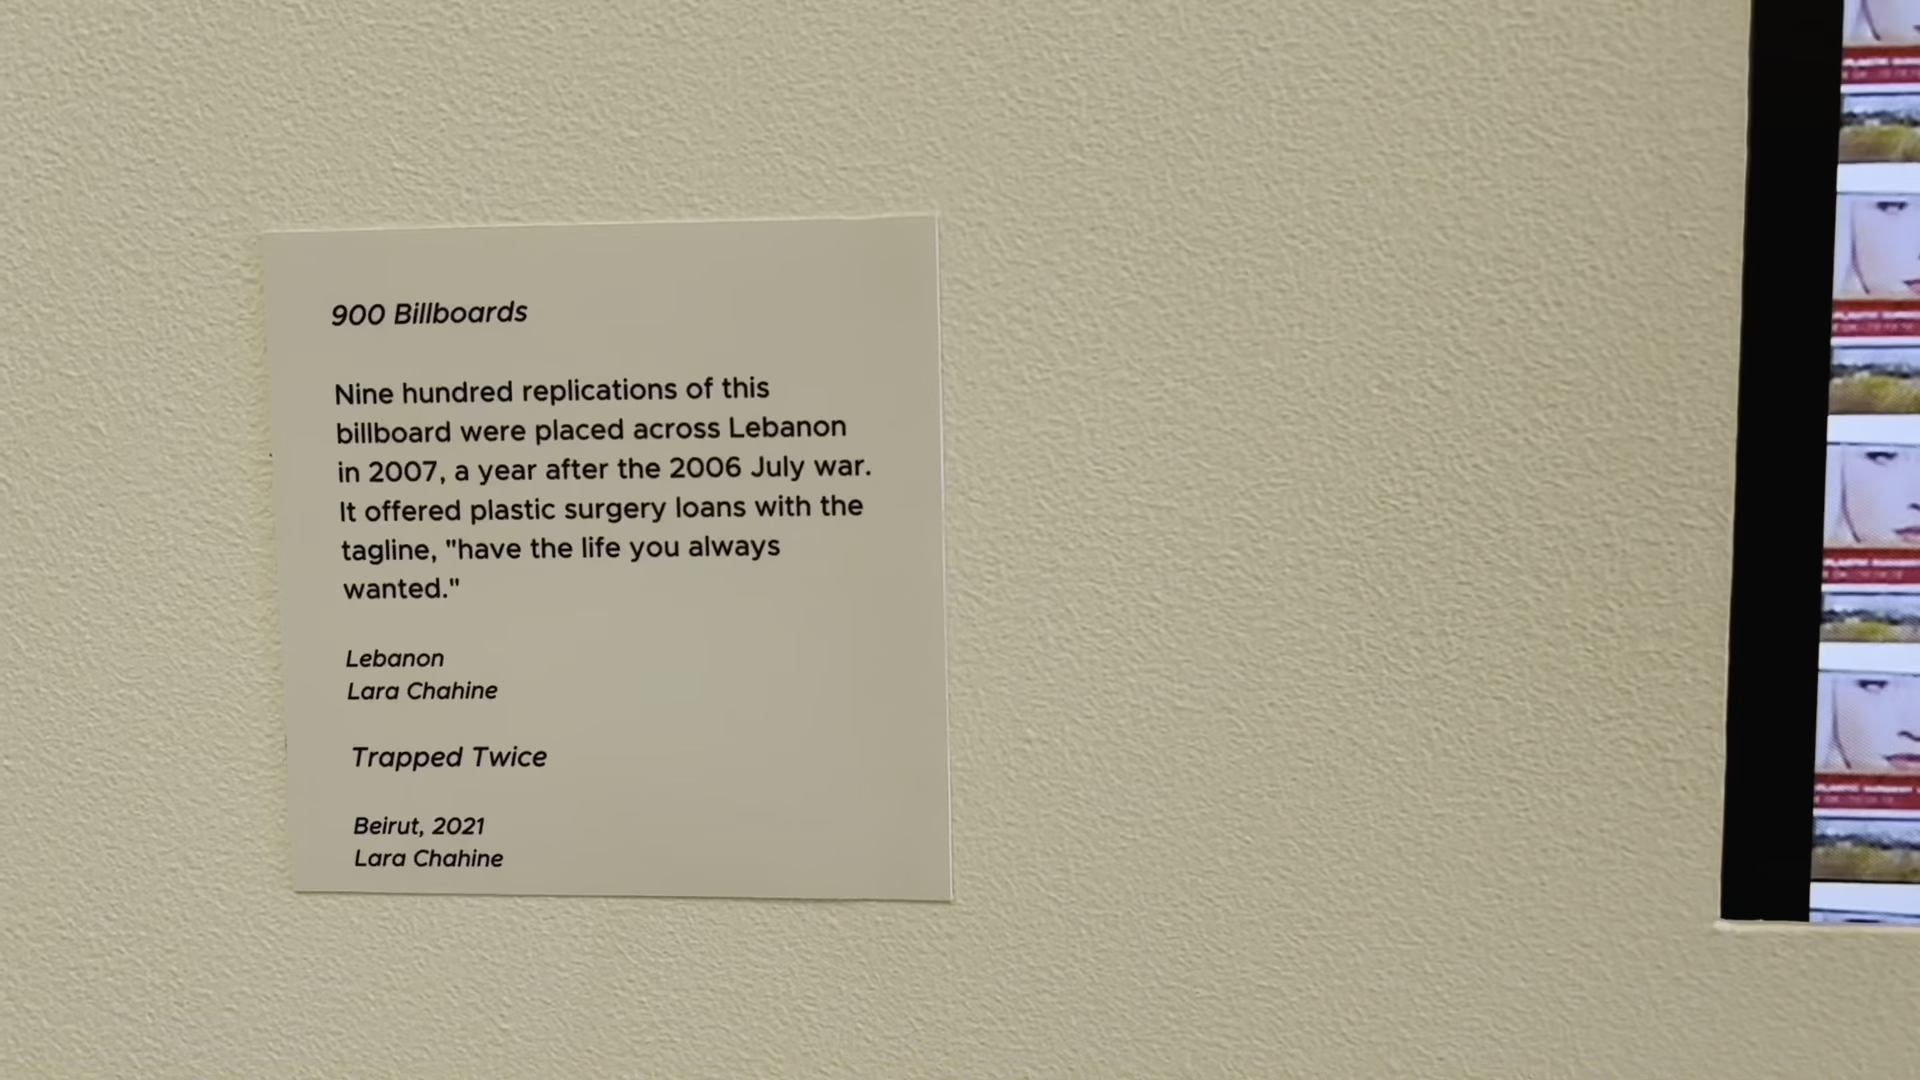 900 Billboards
Nine hundred replications of this
billboard were placed across Lebanon
in 2007, a year after the 2006 July war.
It offered plastic surgery loans with the
tagline, "have the life you always
wanted."
Lebanon
Lara Chahine
Trapped Twice
Beirut, 2021
Lara Chahine
PLASTIC SURGERY